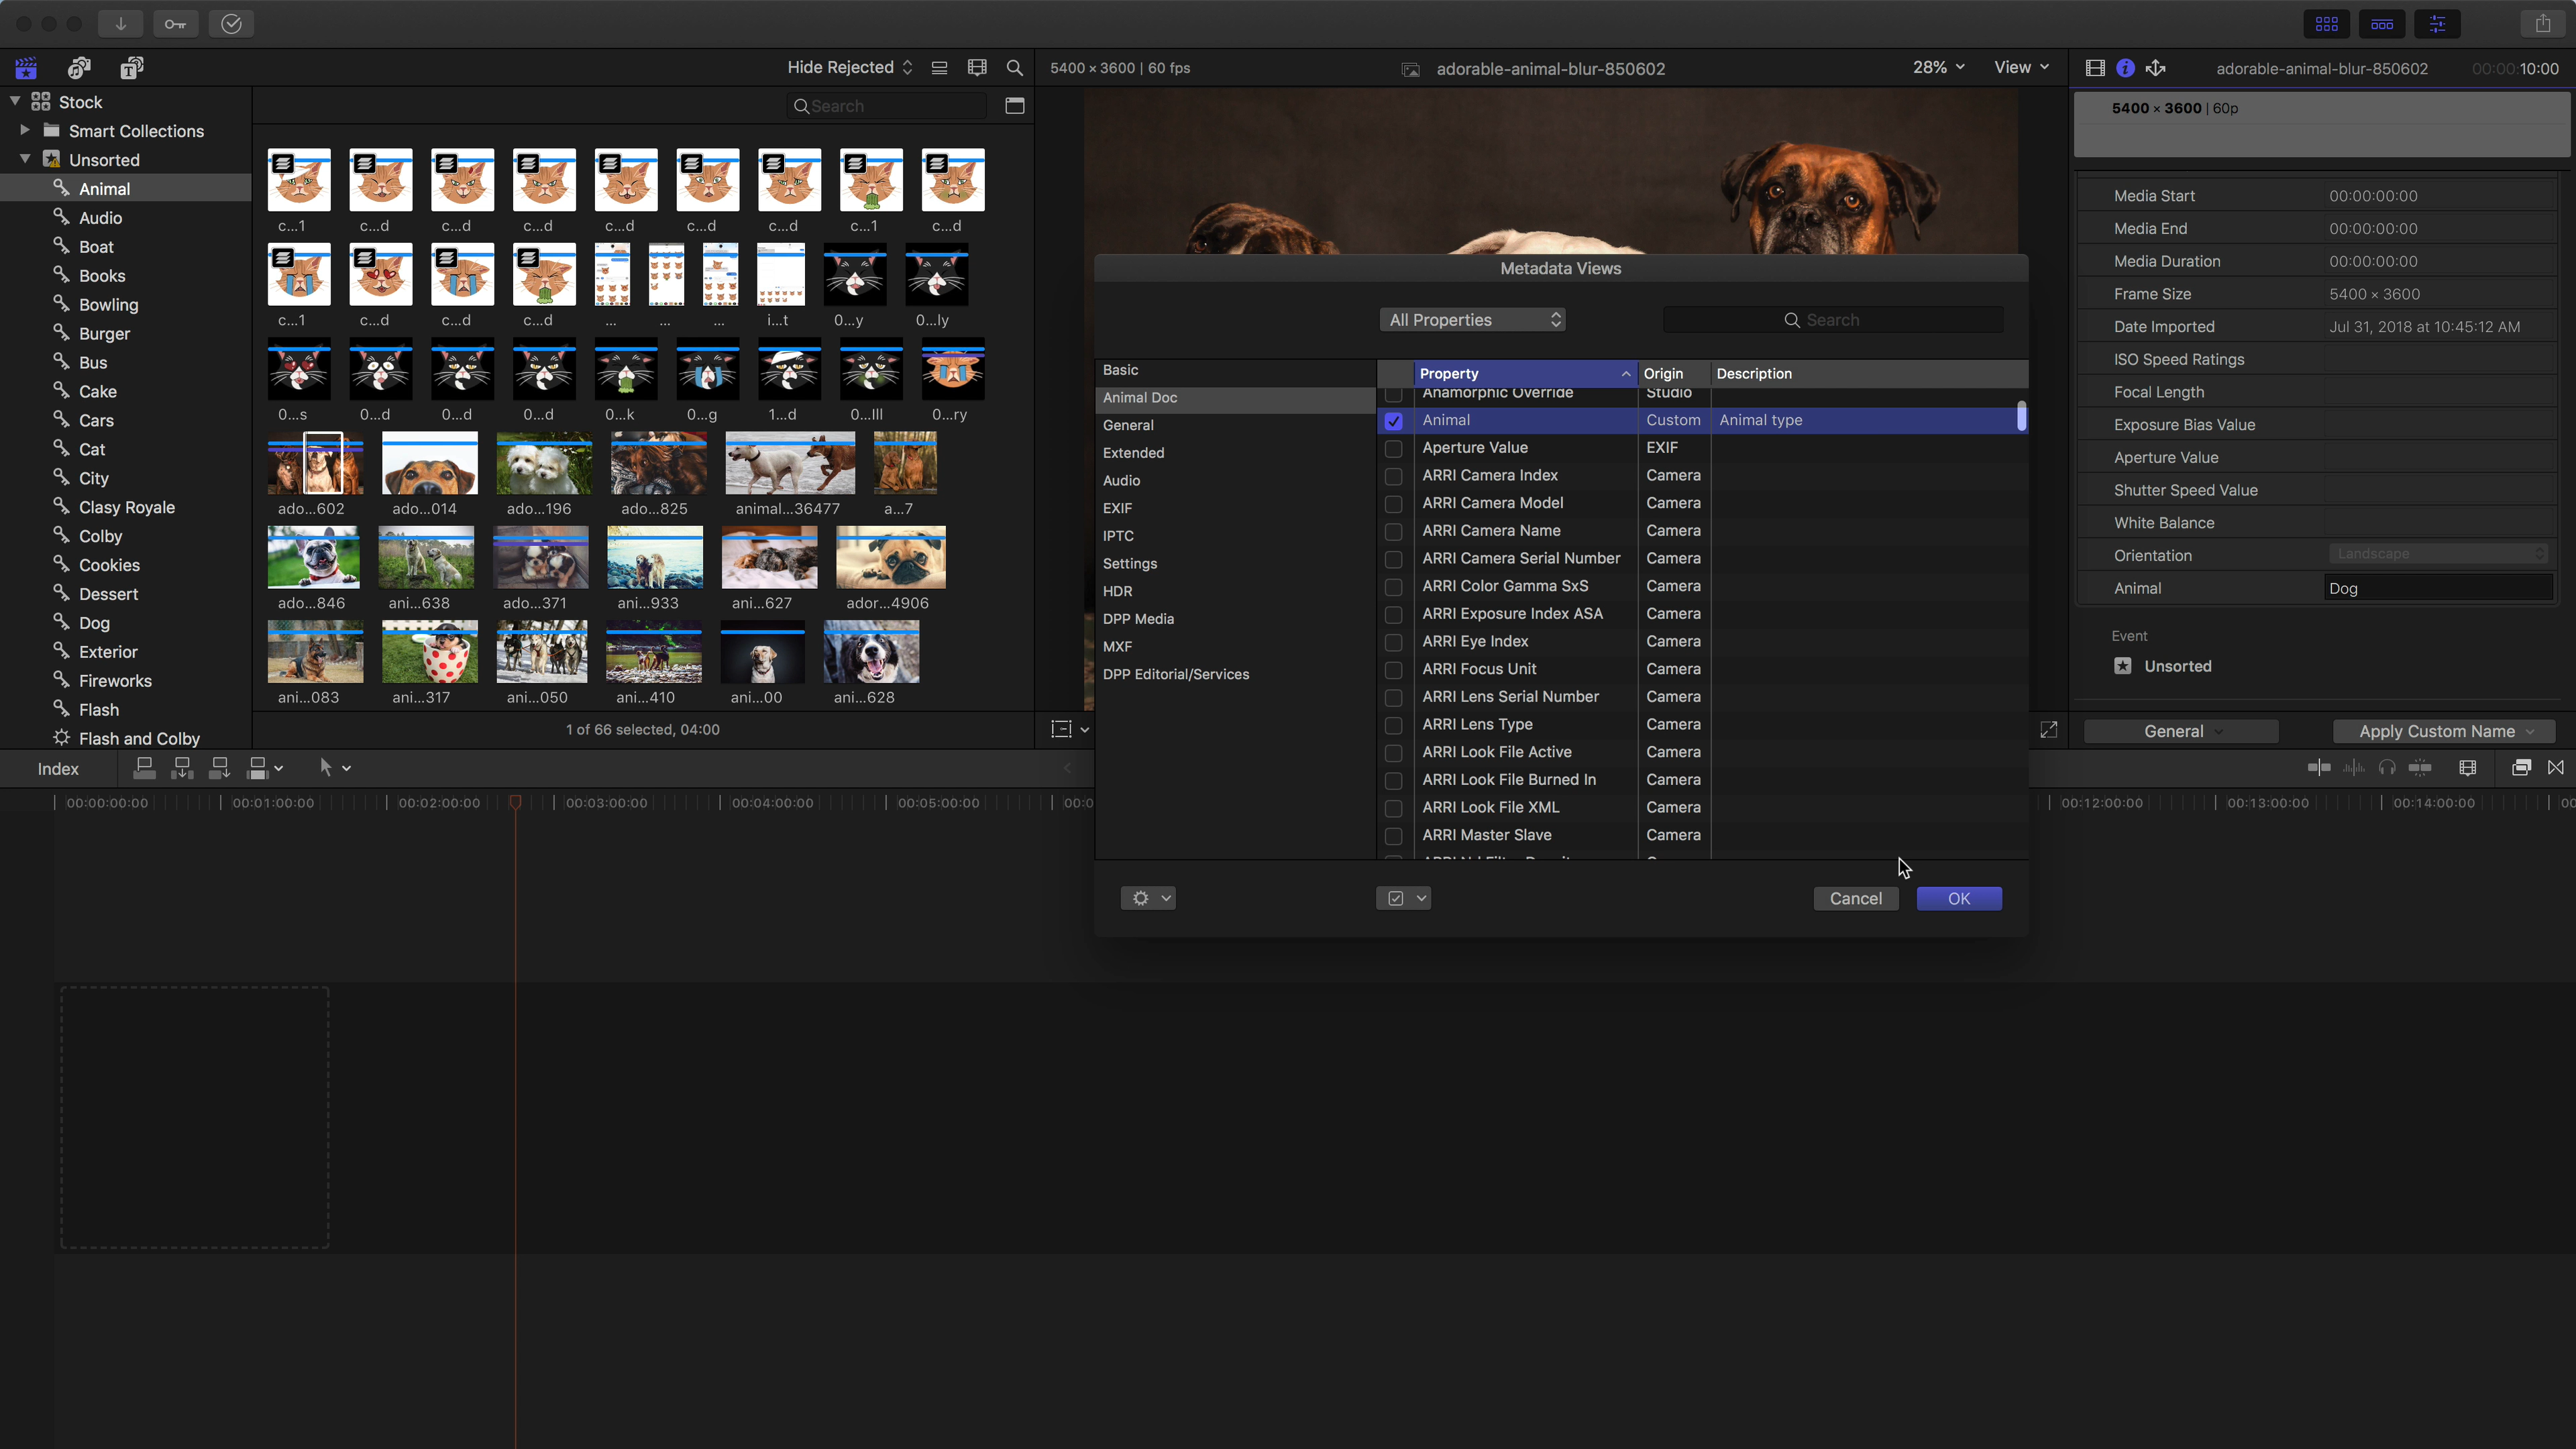 Hide Rejected
5400 × 3600 | 60 fps
adorable-animal-blur-850602
28%
View
adorable-animal-blur-850602
00:00:10:00
Stock
Smart Collections
Unsorted
Animal
Audio
Boat
Books
Bowling
Burger
Bus
Cake
Cars
Cat
City
Clasy Royale
Colby
Cookies
Dessert
Dog
Exterior
Fireworks
Flash
Flash and Colby
Search
c...1 c...d c...d c...d c...d c...d c...d c...1 c...d
c...1 c...d c...d c...d ... ... ... i...t 0...y 0...ly
0...s 0...d 0...d 0...d 0...k 0...g 1...d 0...lll 0...ry
ado...602 ado...014 ado...196 ado...825 animal...36477 a...7
ado...846 ani...638 ado...371 ani...933 ani...627 ador...4906
ani...083 ani...317 ani...050 ani...410 ani...00 ani...628
1 of 66 selected, 04:00
Metadata Views
All Properties
Search
Basic
Animal Doc
General
Extended
Audio
EXIF
IPTC
Settings
HDR
DPP Media
MXF
DPP Editorial/Services
Property Origin Description
Anamorphic Override Studio
Animal Custom Animal type
Aperture Value EXIF
ARRI Camera Index Camera
ARRI Camera Model Camera
ARRI Camera Name Camera
ARRI Camera Serial Number Camera
ARRI Color Gamma SxS Camera
ARRI Exposure Index ASA Camera
ARRI Eye Index Camera
ARRI Focus Unit Camera
ARRI Lens Serial Number Camera
ARRI Lens Type Camera
ARRI Look File Active Camera
ARRI Look File Burned In Camera
ARRI Look File XML Camera
ARRI Master Slave Camera
Cancel
OK
5400 × 3600 | 60p
Media Start 00:00:00:00
Media End 00:00:00:00
Media Duration 00:00:00:00
Frame Size 5400 × 3600
Date Imported Jul 31, 2018 at 10:45:12 AM
ISO Speed Ratings
Focal Length
Exposure Bias Value
Aperture Value
Shutter Speed Value
White Balance
Orientation Landscape
Animal Dog
Event
Unsorted
General
Apply Custom Name
Index
00:00:00:00 00:01:00:00 00:02:00:00 00:03:00:00 00:04:00:00 00:05:00:00 00:0 00:12:00:00 00:13:00:00 00:14:00:00 00